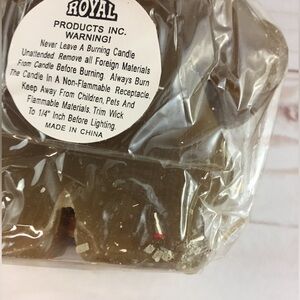 ROYAL
PRODUCTS INC.
WARNING!
Never Leave A Burning Candle
Unattended. Remove all Foreign Materials
From Candle Before Burning. Always Burn
The Candle In A Non-Flammable Receptacle.
Keep Away From Children, Pets And
Flammable Materials. Trim Wick
To 1/4" Inch Before Lighting.
MADE IN CHINA